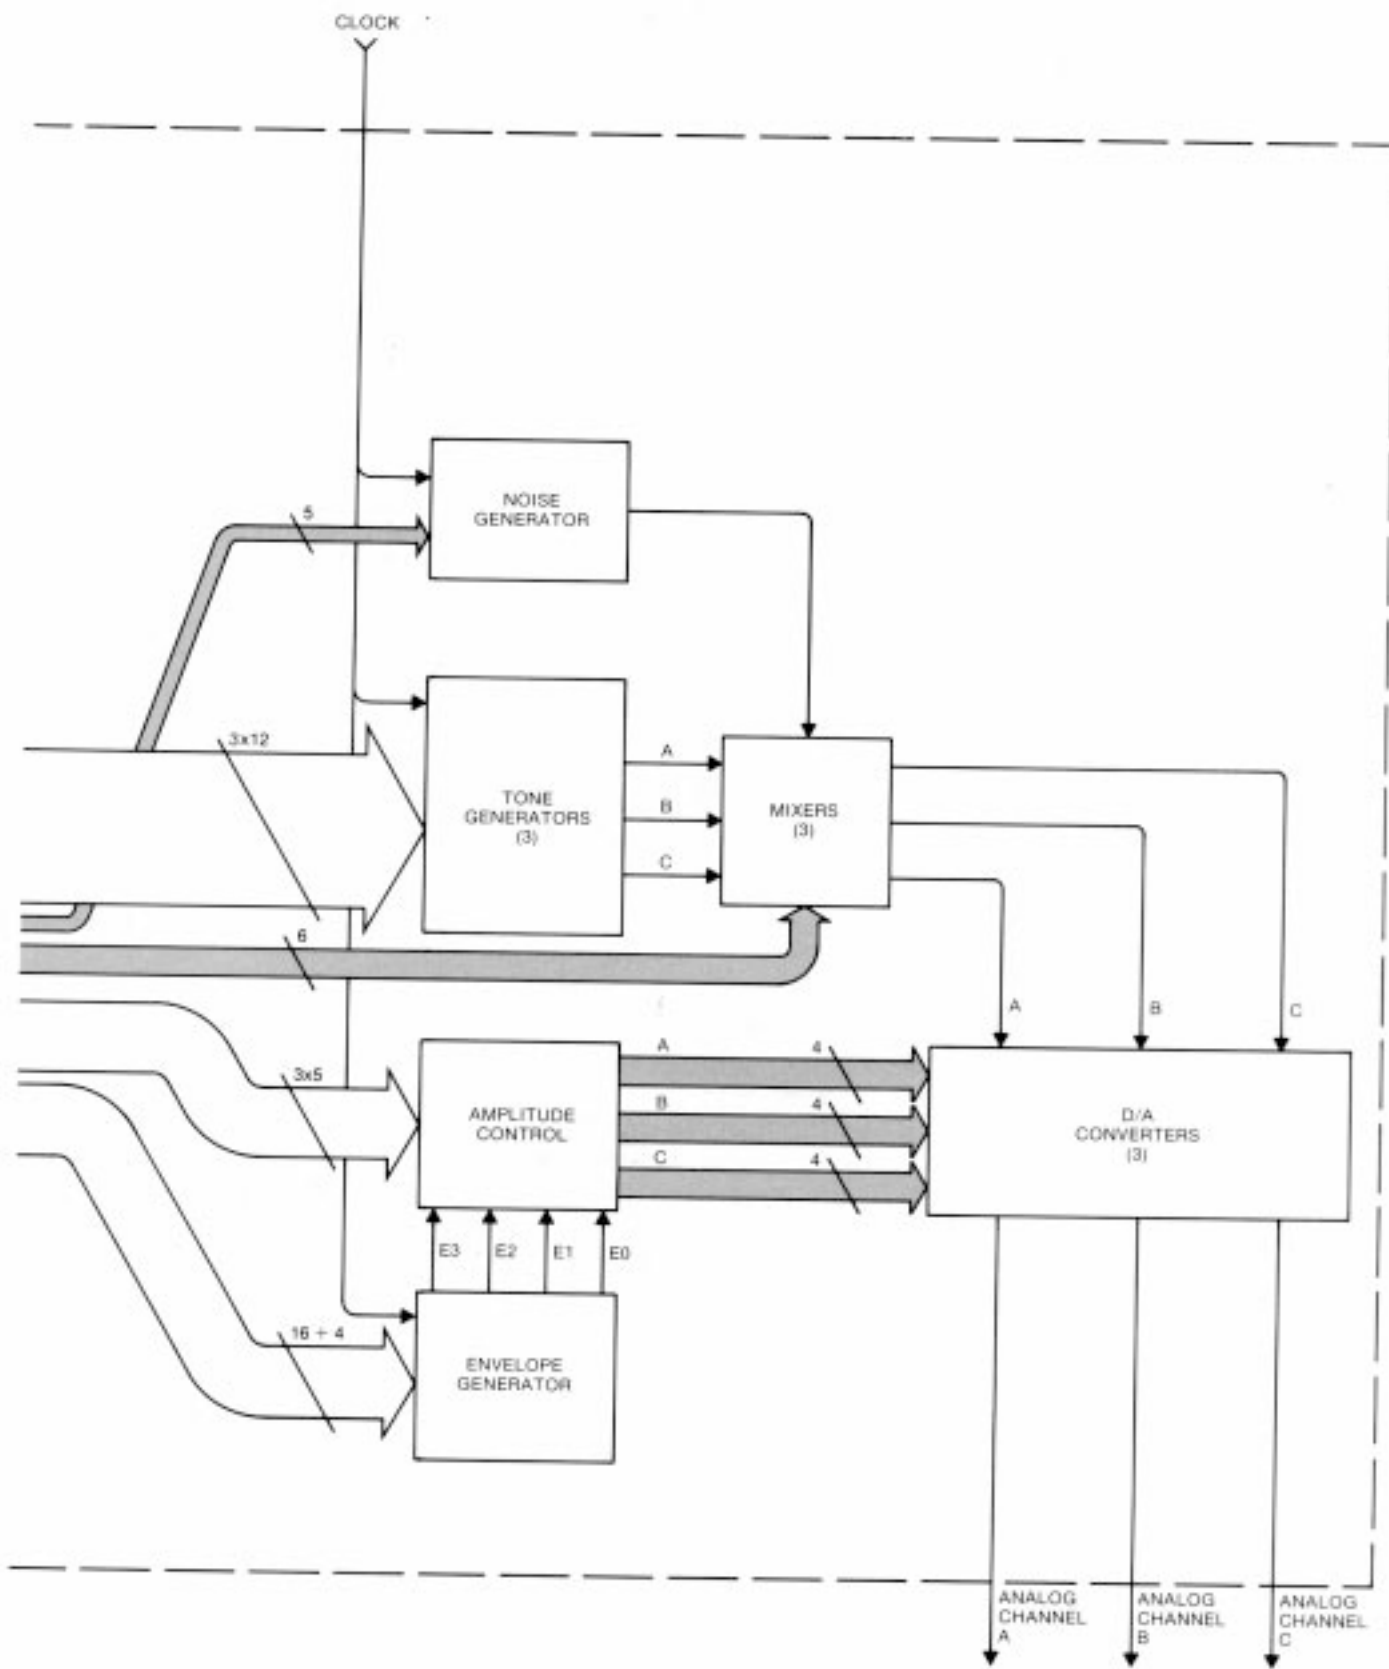 CLOCK
NOISE
GENERATOR
5
3x12
TONE
GENERATORS
(3)
A
B
C
MIXERS
(3)
6
A
B
C
3x5
AMPLITUDE
CONTROL
A
4
B
4
C
4
D/A
CONVERTERS
(3)
E3
E2
E1
E0
16 + 4
ENVELOPE
GENERATOR
ANALOG
CHANNEL
A
ANALOG
CHANNEL
B
ANALOG
CHANNEL
C